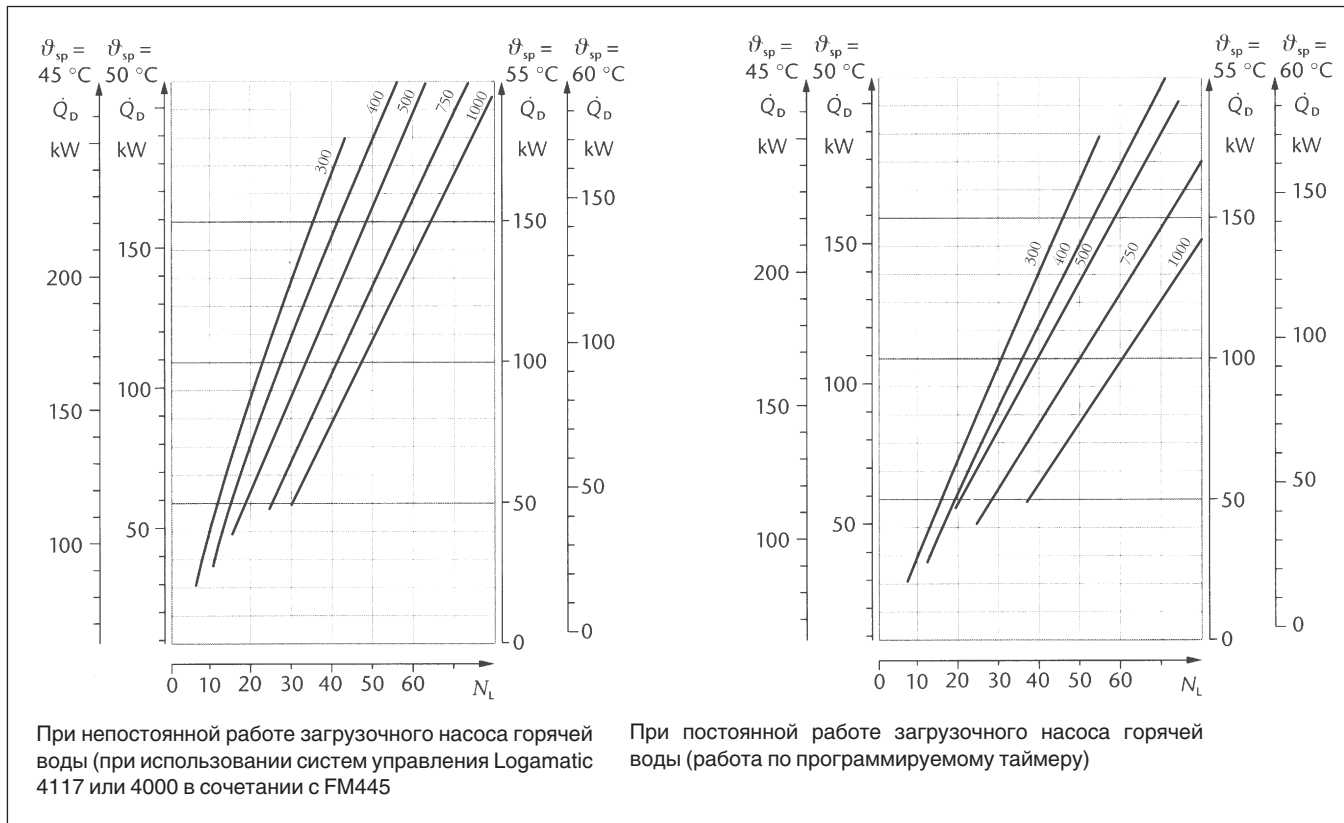 ϑsp = ϑsp = ϑsp = ϑsp =
45 °C 50 °C 55 °C 60 °C
Q̇D Q̇D Q̇D Q̇D
kW kW kW kW
200
150
100
150
100
50
300
400
500
750
1000
150
100
50
0
150
100
50
0
0 10 20 30 40 50 60 NL
При непостоянной работе загрузочного насоса горячей
воды (при использовании систем управления Logamatic
4117 или 4000 в сочетании с FM445
ϑsp = ϑsp = ϑsp = ϑsp =
45 °C 50 °C 55 °C 60 °C
Q̇D Q̇D Q̇D Q̇D
kW kW kW kW
200
150
100
150
100
50
300
400
500
750
1000
150
100
50
0
150
100
50
0
0 10 20 30 40 50 60 NL
При постоянной работе загрузочного насоса горячей
воды (работа по программируемому таймеру)